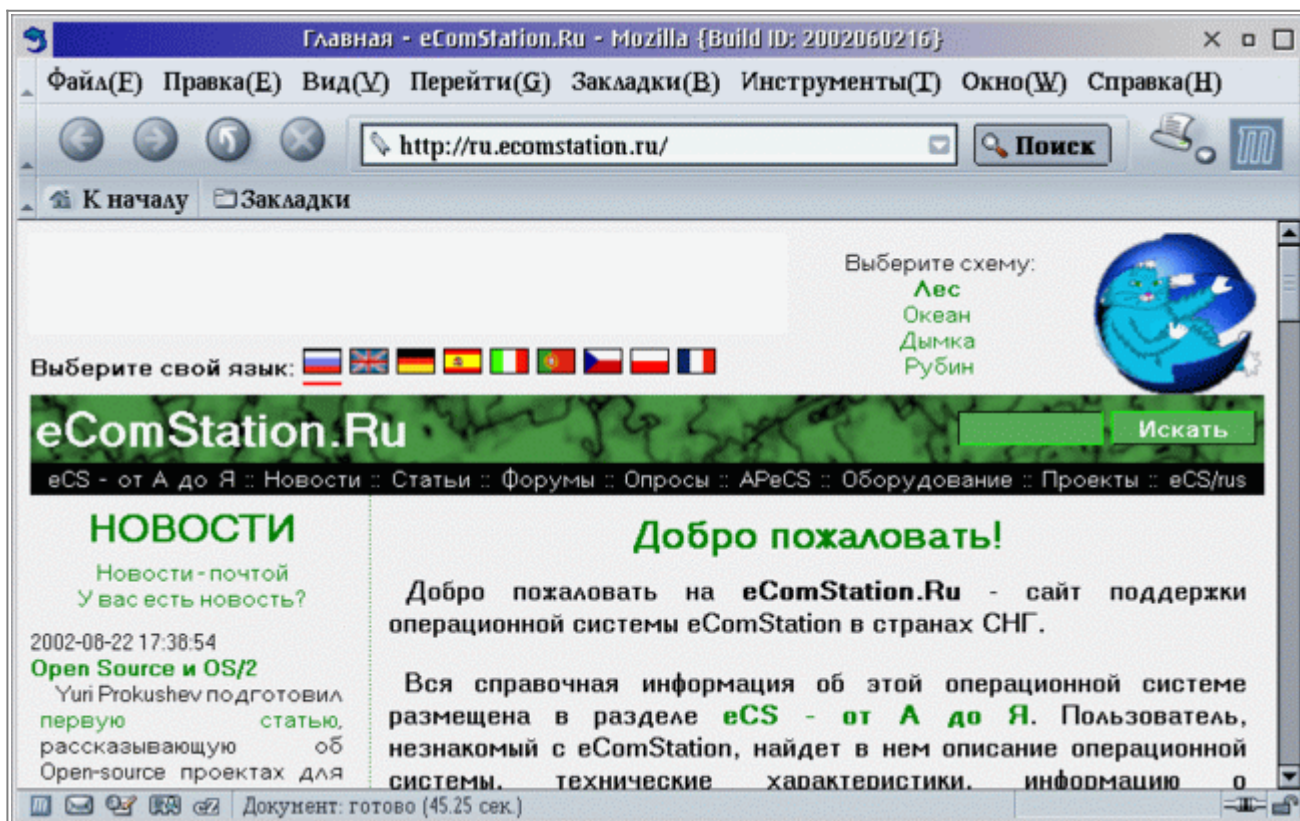 Главная - eComStation.Ru - Mozilla {Build ID: 2002060216}
Файл(F) Правка(E) Вид(V) Перейти(G) Закладки(B) Инструменты(T) Окно(W) Справка(H)
http://ru.ecomstation.ru/ Поиск
К началу Закладки
Выберите схему:
Лес
Океан
Дымка
Рубин
Выберите свой язык:
eComStation.Ru Искать
eCS - от А до Я :: Новости :: Статьи :: Форумы :: Опросы :: APeCS :: Оборудование :: Проекты :: eCS/rus
НОВОСТИ
Новости - почтой
У вас есть новость?
2002-08-22 17:38:54
Open Source и OS/2
Yuri Prokushev подготовил
первую статью,
рассказывающую об
Open-source проектах для
Добро пожаловать!
Добро пожаловать на eComStation.Ru - сайт поддержки
операционной системы eComStation в странах СНГ.
Вся справочная информация об этой операционной системе
размещена в разделе eCS - от А до Я. Пользователь,
незнакомый с eComStation, найдет в нем описание операционной
системы, технические характеристики, информацию о
Документ: готово (45.25 сек.)